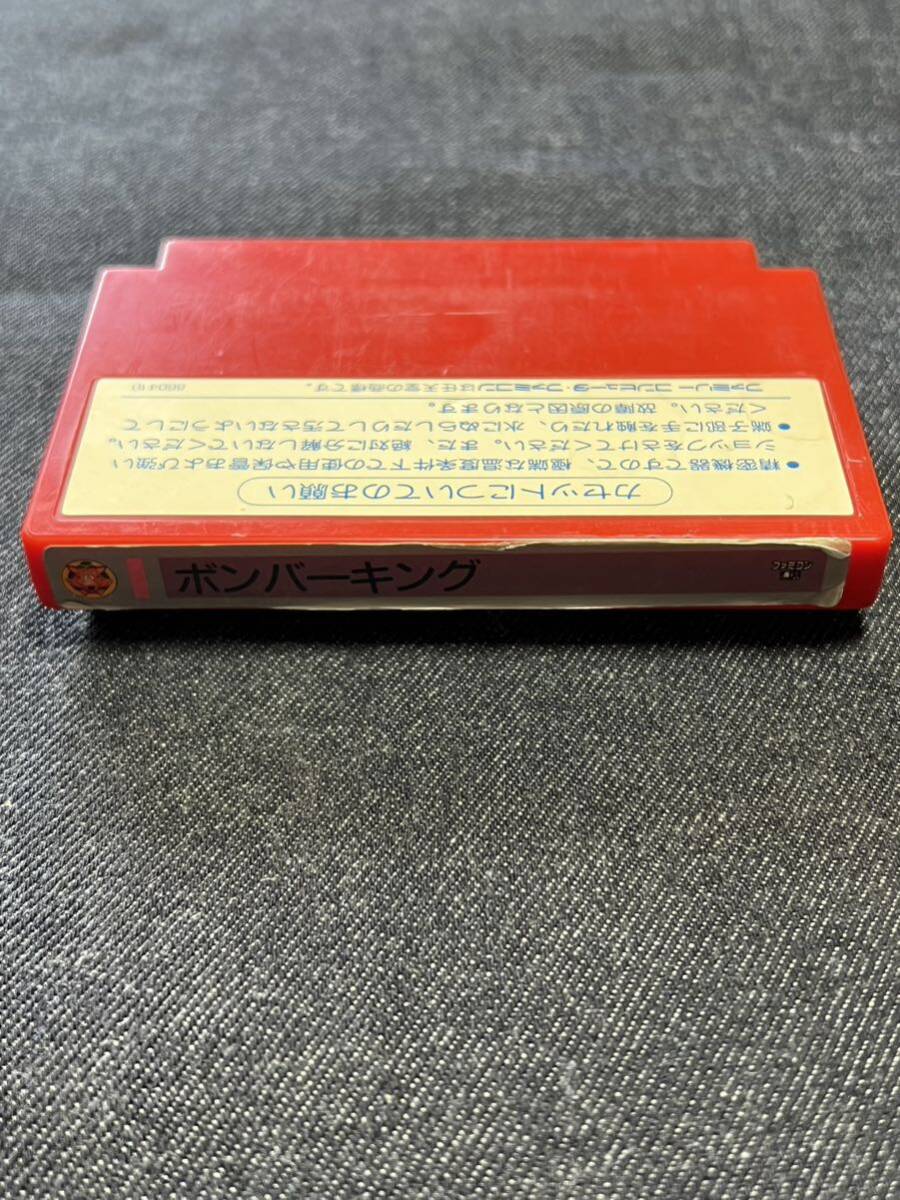 カセットについてのお願い
●精密機器ですので、極端な温度条件下での使用や保管および強い
ショックをさけてください。また、絶対に分解しないでください。
●端子部に手を触れたり、水にぬらしたりして汚さないようにして
ください。故障の原因となります。
ファミリーコンピュータ・ファミコンは任天堂の商標です。
ボンバーキング
ファミコン